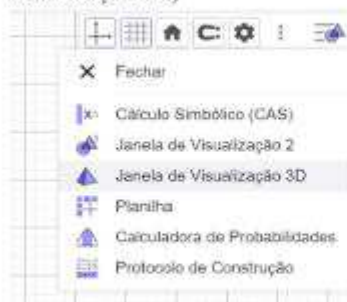 Fechar
Cálculo Simbólico (CAS)
Janela de Visualização 2
Janela de Visualização 3D
Planilha
Calculadora de Probabilidades
Protocolo de Construção